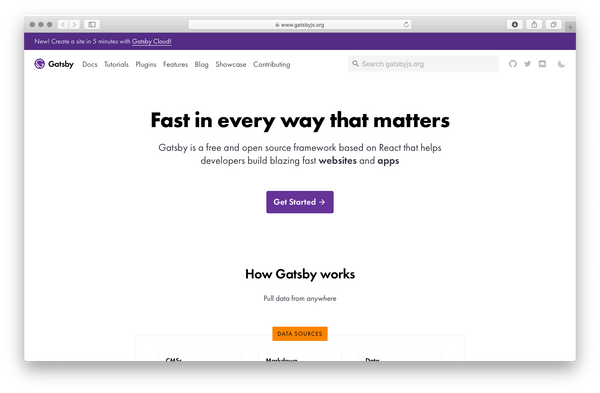 www.gatsbyjs.org
New! Create a site in 5 minutes with Gatsby Cloud!
Gatsby Docs Tutorials Plugins Features Blog Showcase Contributing Search gatsbyjs.org
Fast in every way that matters
Gatsby is a free and open source framework based on React that helps
developers build blazing fast websites and apps
Get Started →
How Gatsby works
Pull data from anywhere
DATA SOURCES
CMSs Markdown Data